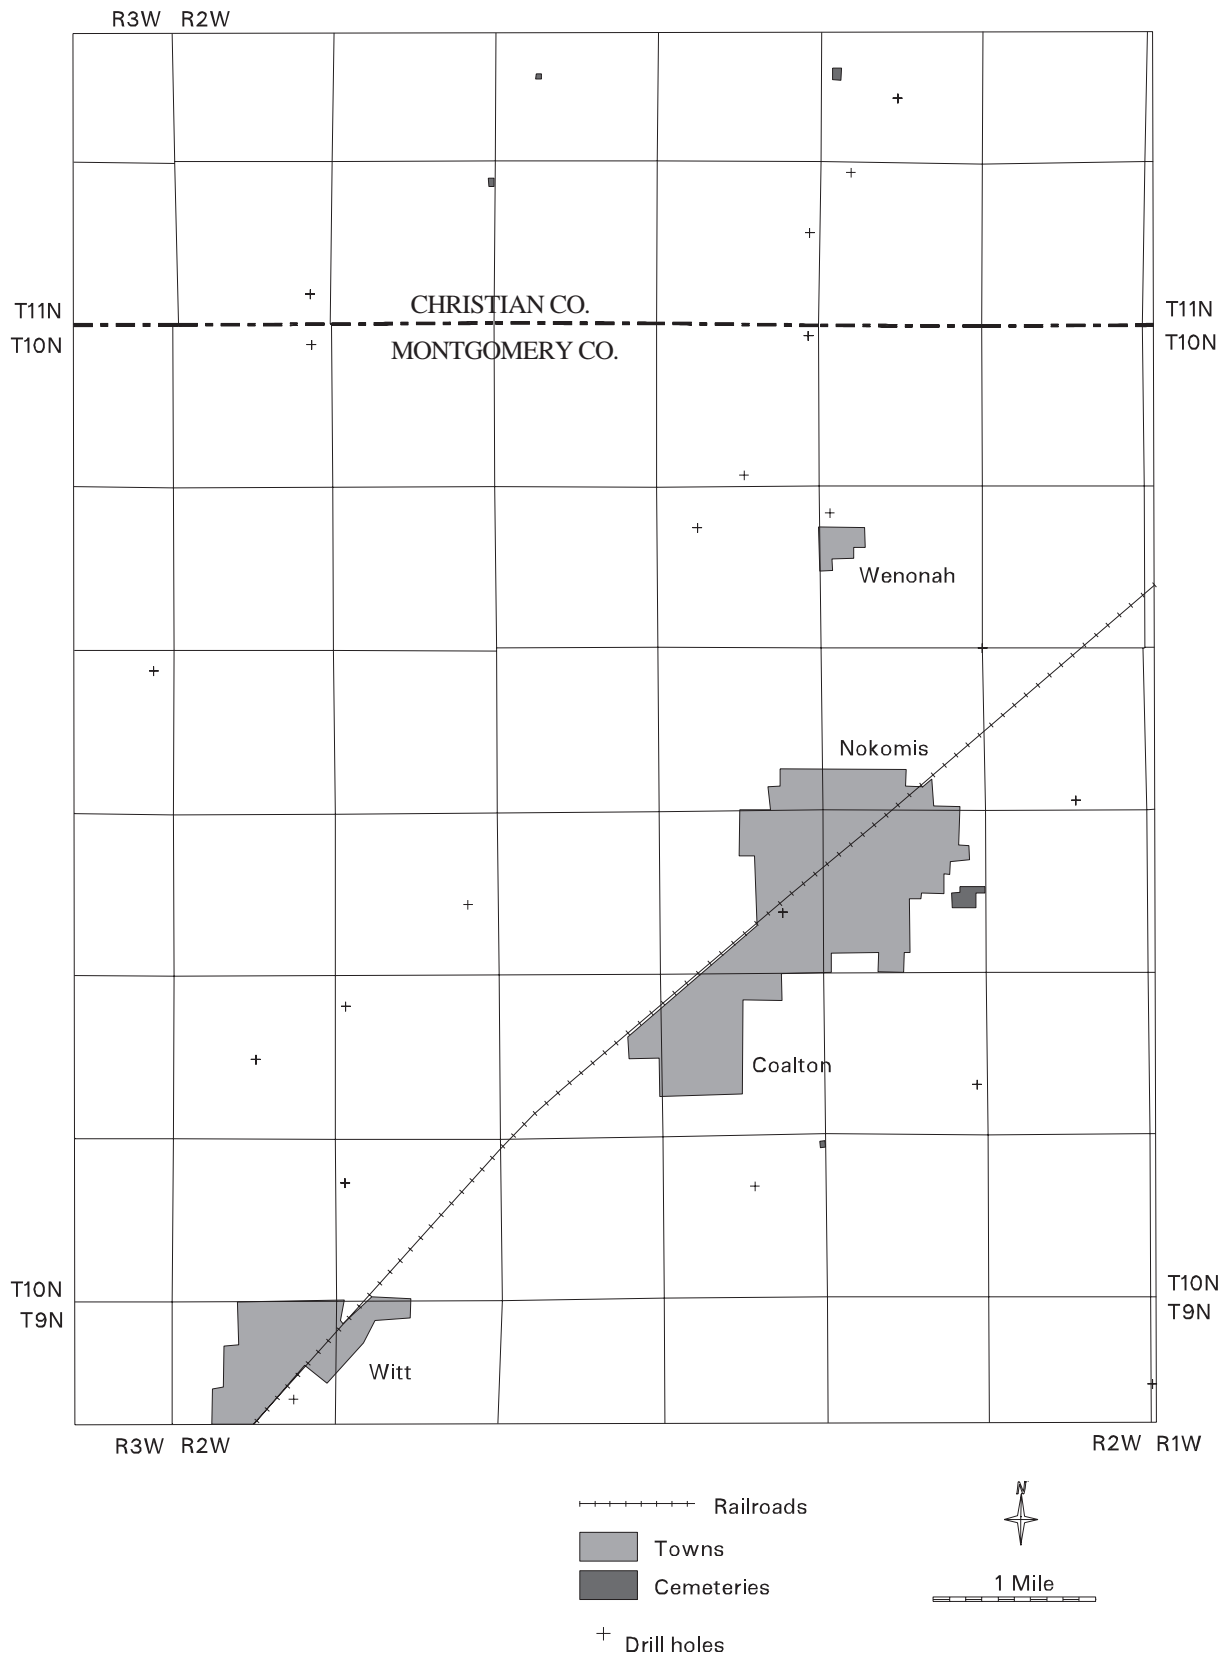 R3W R2W
CHRISTIAN CO.
T11N
T11N
T10N
T10N
MONTGOMERY CO.
Wenonah
Nokomis
Coalton
T10N
T10N
T9N
T9N
Witt
R3W R2W
R2W R1W
N
Railroads
Towns
1 Mile
Cemeteries
Drill holes